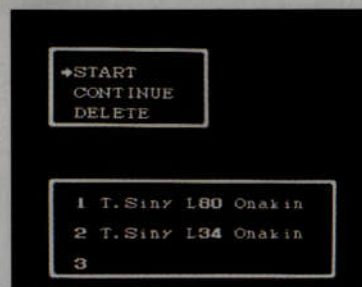 ➔START
CONTINUE
DELETE
1 T.Siny L80 Onakin
2 T.Siny L34 Onakin
3